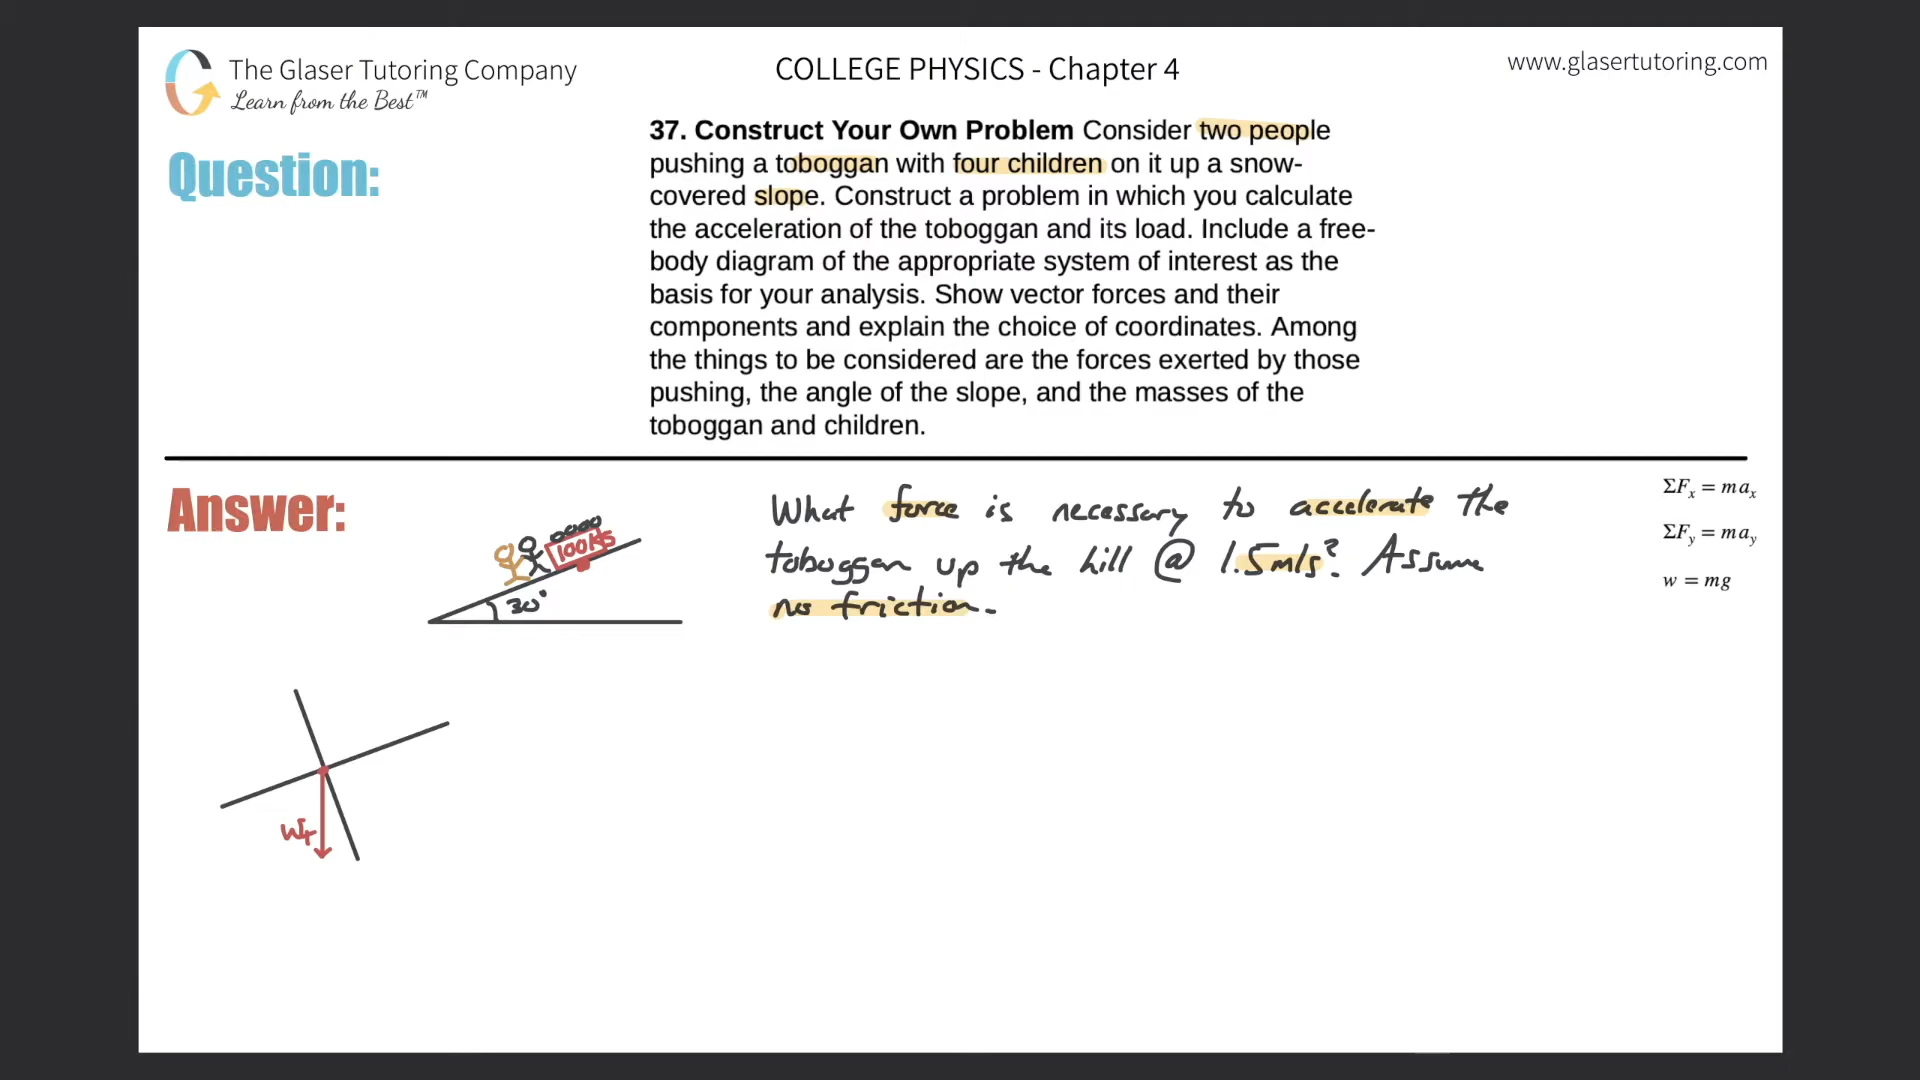 The Glaser Tutoring Company
Learn from the Best™
COLLEGE PHYSICS - Chapter 4
www.glasertutoring.com
Question:
37. Construct Your Own Problem Consider two people
pushing a toboggan with four children on it up a snow-
covered slope. Construct a problem in which you calculate
the acceleration of the toboggan and its load. Include a free-
body diagram of the appropriate system of interest as the
basis for your analysis. Show vector forces and their
components and explain the choice of coordinates. Among
the things to be considered are the forces exerted by those
pushing, the angle of the slope, and the masses of the
toboggan and children.
Answer:
100kg
30°
What force is necessary to accelerate the
toboggan up the hill @ 1.5m/s? Assume
no friction.
ΣFₓ = maₓ
ΣFy = may
w = mg
WT